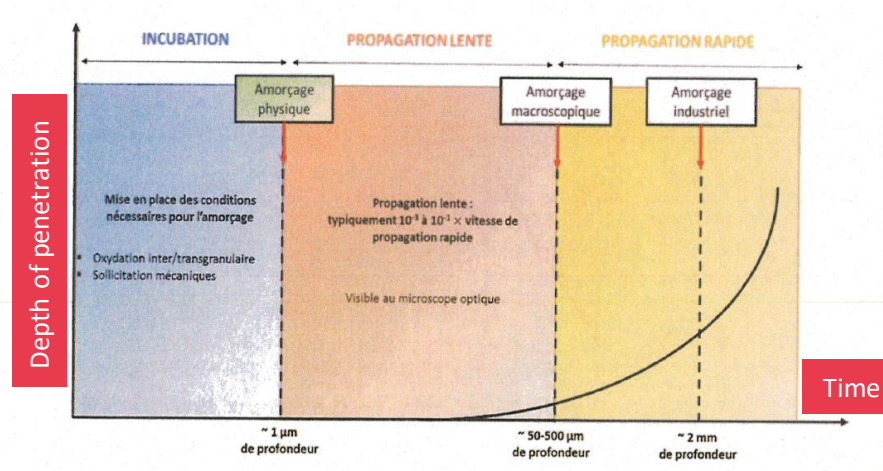 INCUBATION
PROPAGATION LENTE
PROPAGATION RAPIDE
Amorçage
physique
Amorçage
macroscopique
Amorçage
industriel
Depth of penetration
Mise en place des conditions
nécessaires pour l'amorçage
▪ Oxydation inter/transgranulaire
▪ Sollicitation mécaniques
Propagation lente :
typiquement 10⁻³ à 10⁻¹ × vitesse de
propagation rapide
Visible au microscope optique
Time
~ 1 µm
de profondeur
~ 50-500 µm
de profondeur
~ 2 mm
de profondeur